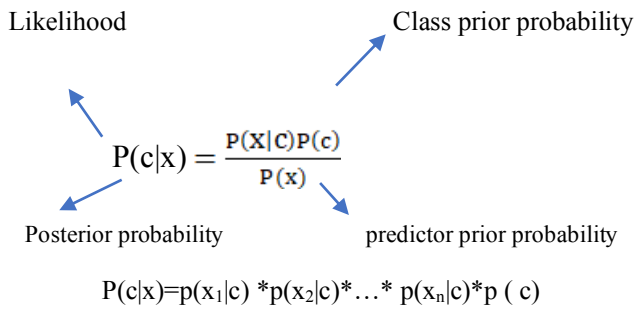 Likelihood Class prior probability
P(c|x) = P(X|C)P(c) / P(x)
Posterior probability predictor prior probability
P(c|x)=p(x₁|c) *p(x₂|c)*…* p(xₙ|c)*p ( c)